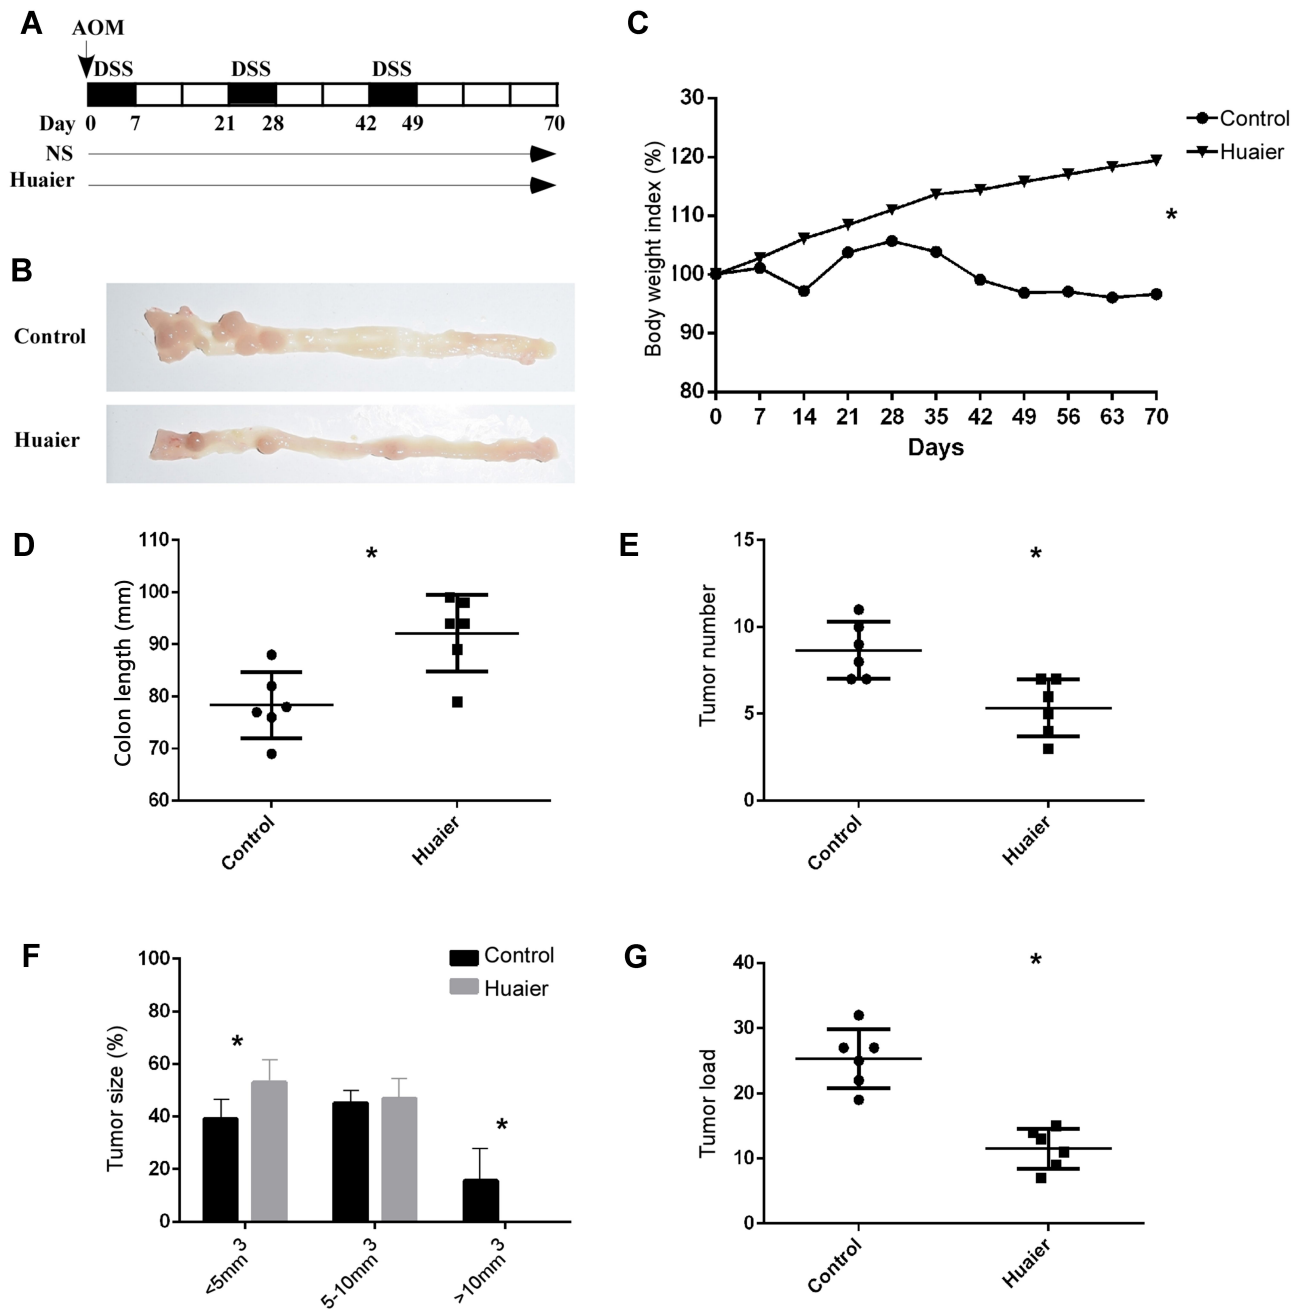 A
AOM
DSS DSS DSS
Day 0 7 21 28 42 49 70
NS
Huaier
B
Control
Huaier
C
Body weight index (%)
30
120
110
100
90
80
0 7 14 21 28 35 42 49 56 63 70
Days
Control
Huaier
*
D
Colon length (mm)
110
100
90
80
70
60
*
Control Huaier
E
Tumor number
15
10
5
0
*
Control Huaier
F
Tumor size (%)
100
80
60
40
20
0
Control
Huaier
*
*
<5mm 3 5-10mm 3 >10mm 3
G
Tumor load
40
30
20
10
0
*
Control Huaier